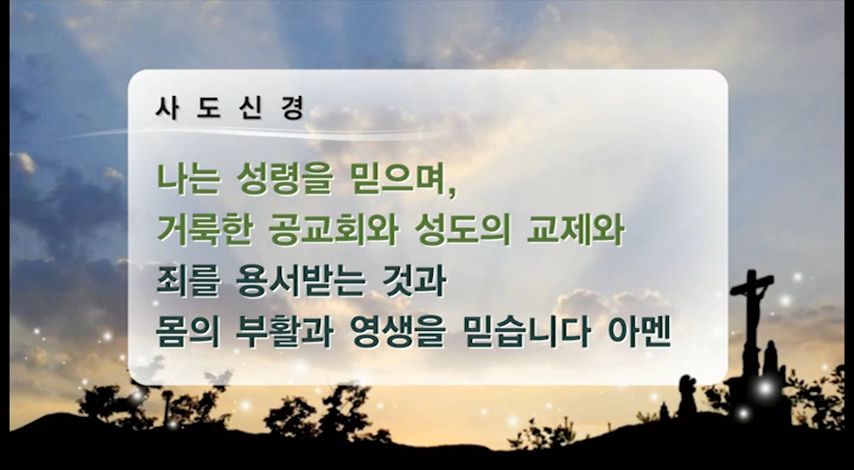 사 도 신 경
나는 성령을 믿으며,
거룩한 공교회와 성도의 교제와
죄를 용서받는 것과
몸의 부활과 영생을 믿습니다 아멘